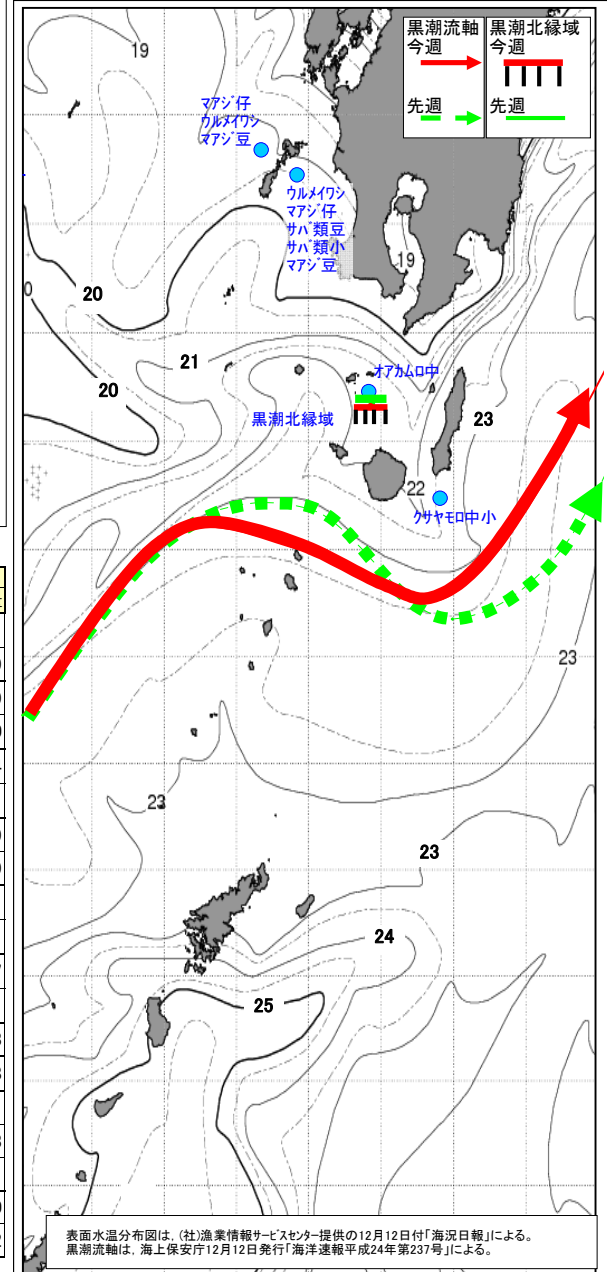 黒潮流軸
今週
先週
黒潮北縁域
今週
先週
19
マアジ仔
ウルメイワシ
マアジ豆
ウルメイワシ
マアジ仔
サバ類豆
サバ類小
マアジ豆
19
20
21
20
オアカムロ中
黒潮北縁域
23
22
クサヤモロ中小
23
23
23
24
25
表面水温分布図は、(社)漁業情報サービスセンター提供の12月12日付「海況日報」による。
黒潮流軸は、海上保安庁12月12日発行「海洋速報平成24年第237号」による。